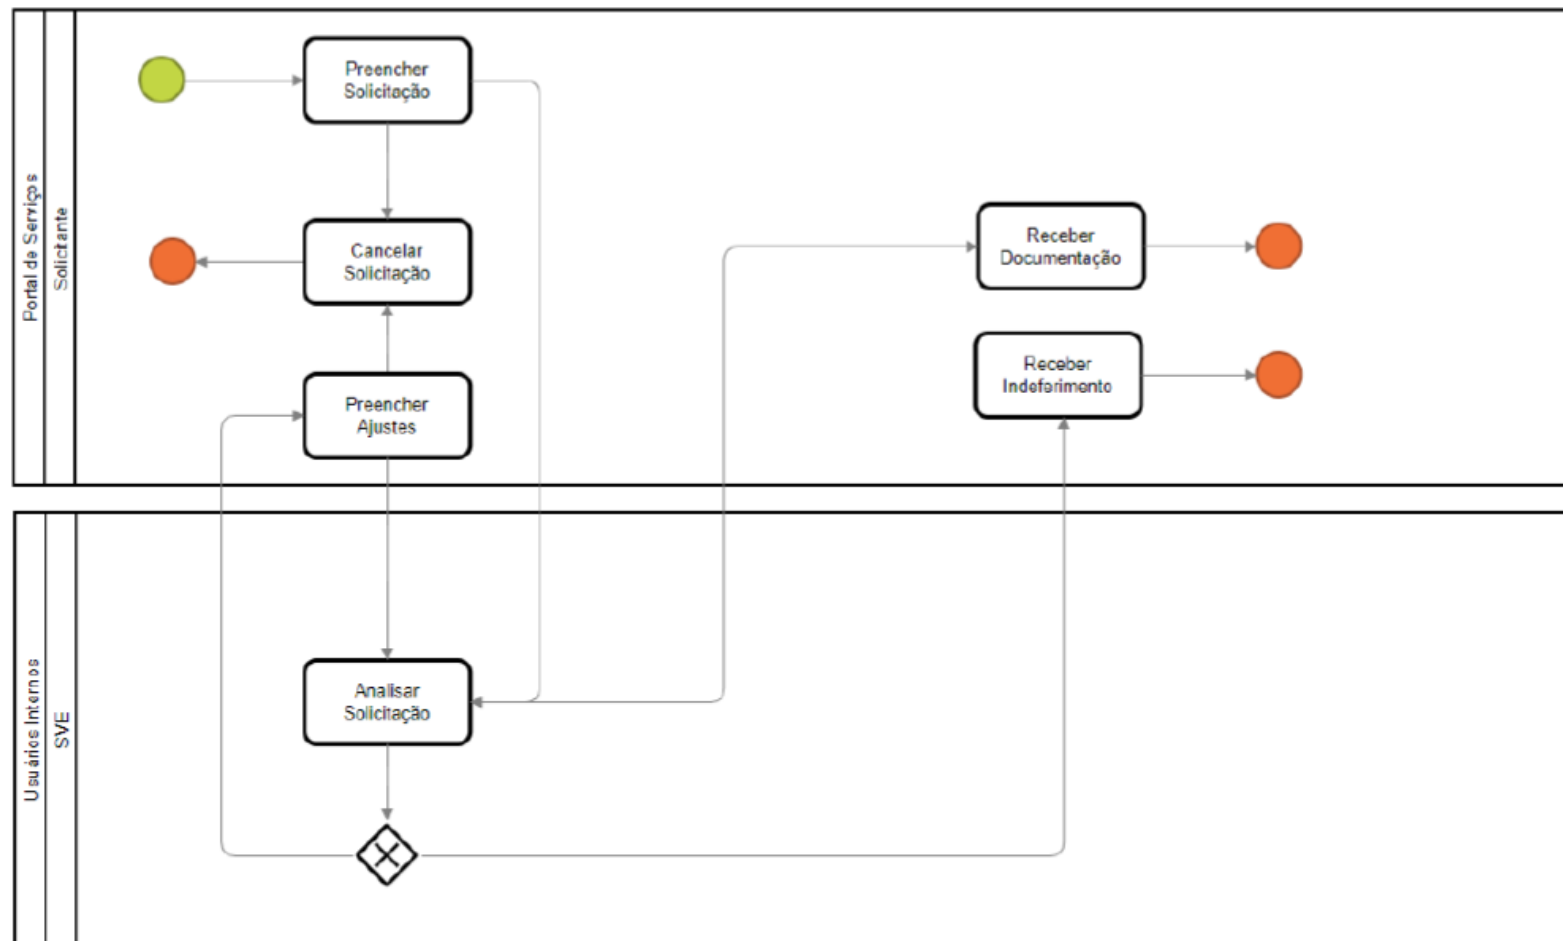 Portal de Serviços
Solicitante
Preencher
Solicitação
Cancelar
Solicitação
Preencher
Ajustes
Receber
Documentação
Receber
Indeferimento
Usuários Internos
SVE
Analisar
Solicitação